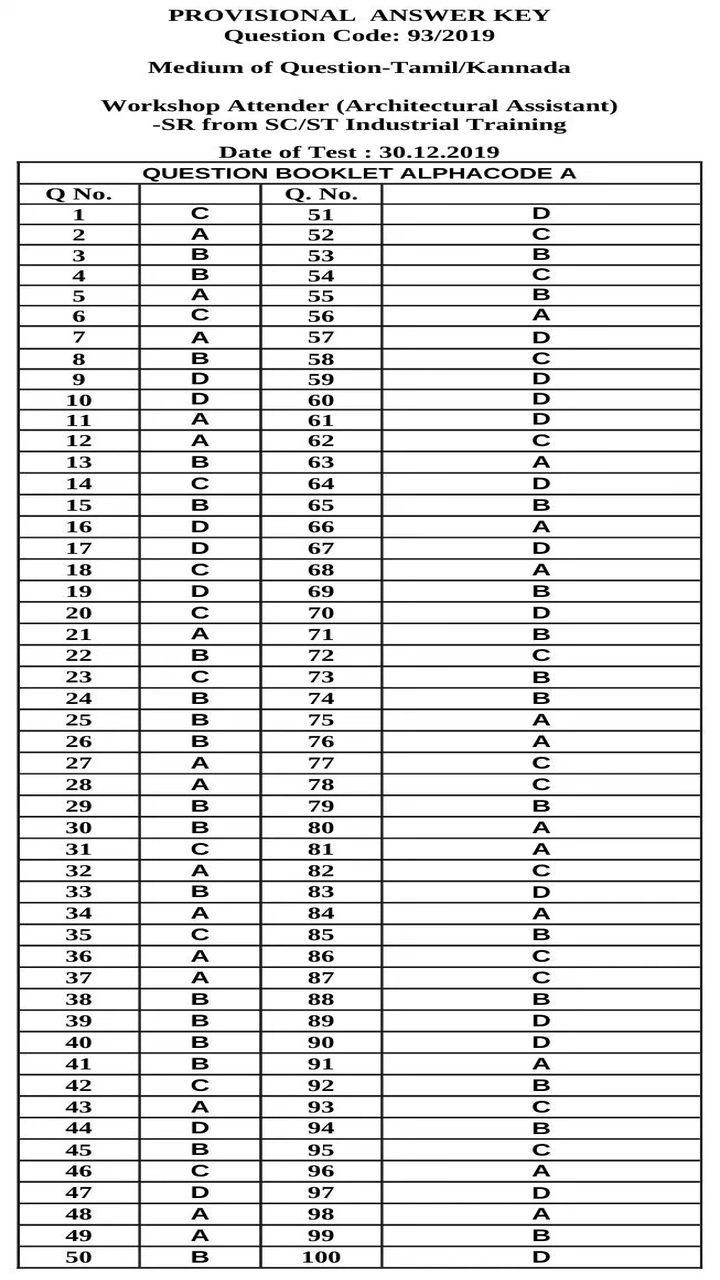 PROVISIONAL ANSWER KEY
Question Code: 93/2019
Medium of Question-Tamil/Kannada
Workshop Attender (Architectural Assistant)
-SR from SC/ST Industrial Training
Date of Test : 30.12.2019
QUESTION BOOKLET ALPHACODE A
Q No. Q. No.
1 C 51 D
2 A 52 C
3 B 53 B
4 B 54 C
5 A 55 B
6 C 56 A
7 A 57 D
8 B 58 C
9 D 59 D
10 D 60 D
11 A 61 D
12 A 62 C
13 B 63 A
14 C 64 D
15 B 65 B
16 D 66 A
17 D 67 D
18 C 68 A
19 D 69 B
20 C 70 D
21 A 71 B
22 B 72 C
23 C 73 B
24 B 74 B
25 B 75 A
26 B 76 A
27 A 77 C
28 A 78 C
29 B 79 B
30 B 80 A
31 C 81 A
32 A 82 C
33 B 83 D
34 A 84 A
35 C 85 B
36 A 86 C
37 A 87 C
38 B 88 B
39 B 89 D
40 B 90 D
41 B 91 A
42 C 92 B
43 A 93 C
44 D 94 B
45 B 95 C
46 C 96 A
47 D 97 D
48 A 98 A
49 A 99 B
50 B 100 D